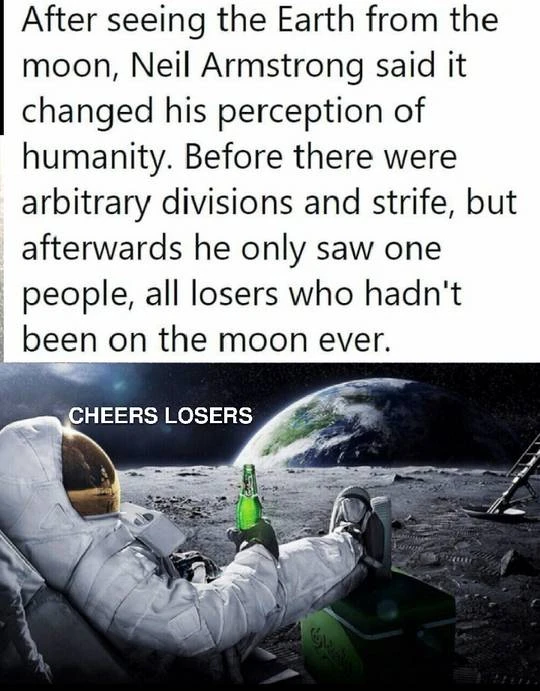 After seeing the Earth from the
moon, Neil Armstrong said it
changed his perception of
humanity. Before there were
arbitrary divisions and strife, but
afterwards he only saw one
people, all losers who hadn't
been on the moon ever.
CHEERS LOSERS